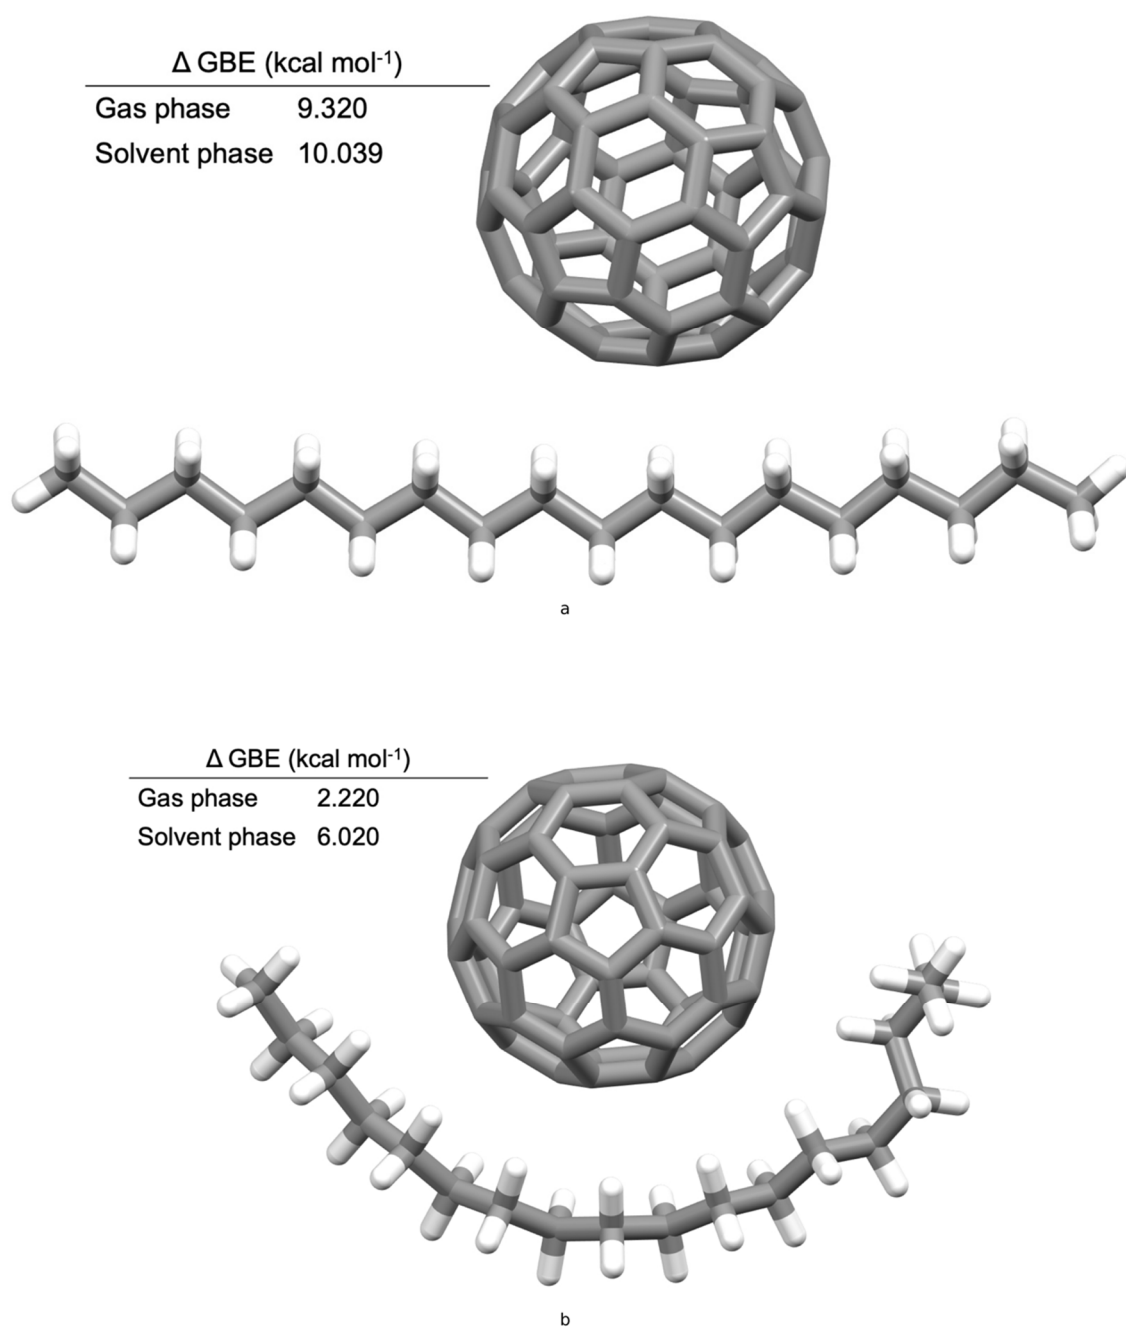 Δ GBE (kcal mol-1)
Gas phase 9.320
Solvent phase 10.039
a
Δ GBE (kcal mol-1)
Gas phase 2.220
Solvent phase 6.020
b